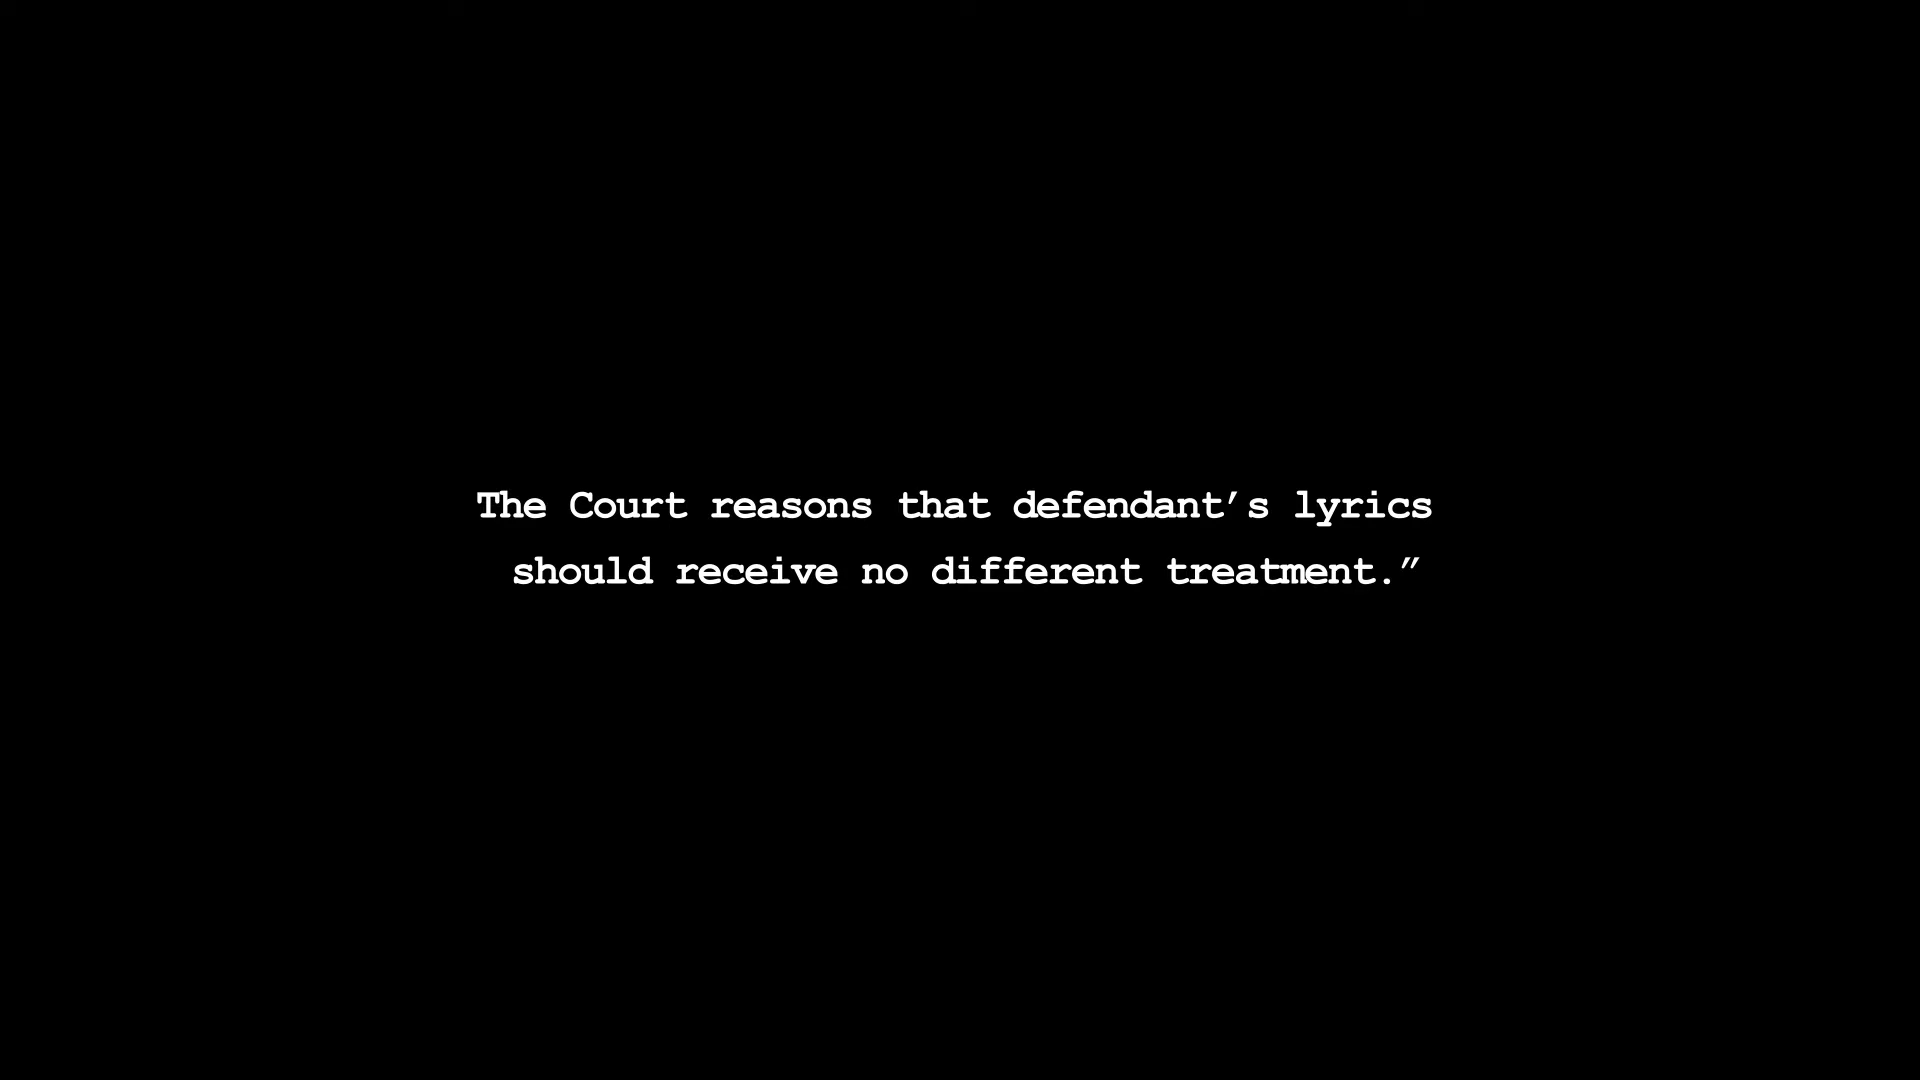 The Court reasons that defendant’s lyrics
should receive no different treatment.”